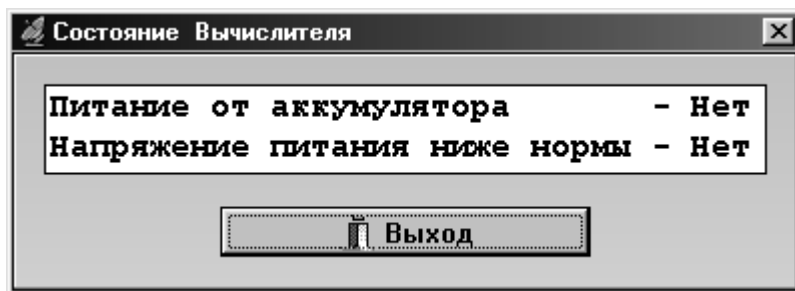 Состояние Вычислителя
Питание от аккумулятора - Нет
Напряжение питания ниже нормы - Нет
Выход